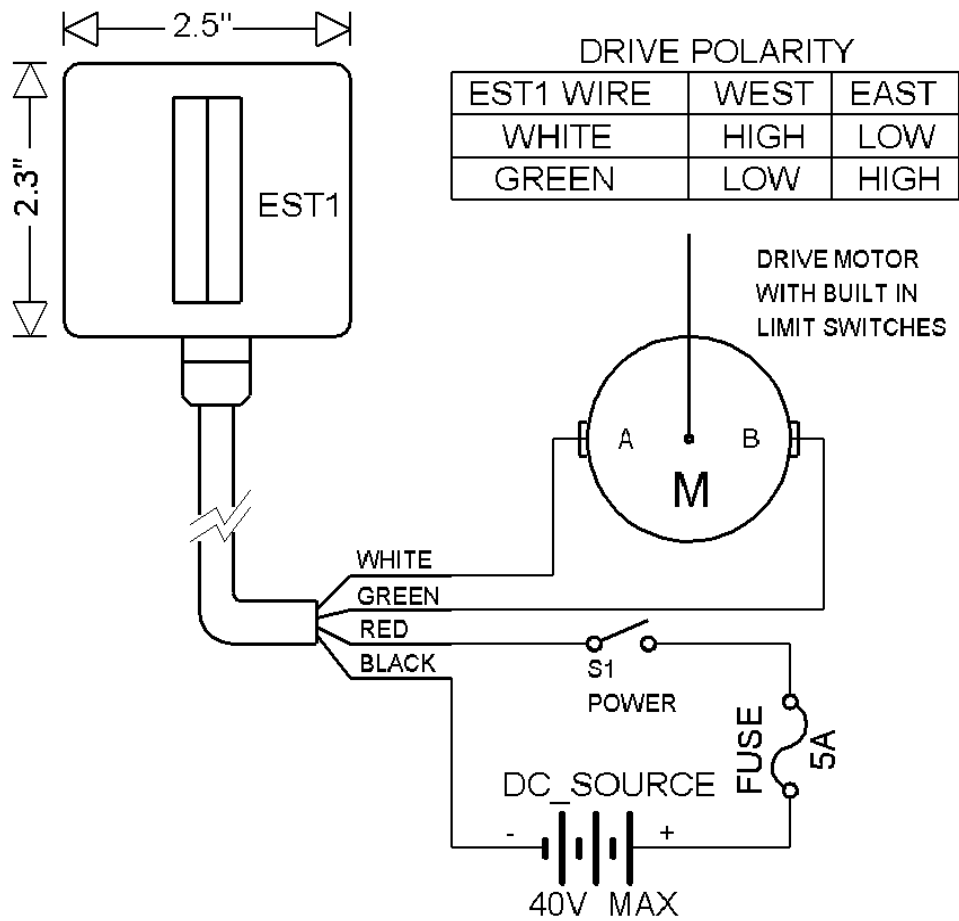 2.5"
2.3"
EST1
DRIVE POLARITY
EST1 WIRE WEST EAST
WHITE HIGH LOW
GREEN LOW HIGH
DRIVE MOTOR
WITH BUILT IN
LIMIT SWITCHES
A B
M
WHITE
GREEN
RED
BLACK
S1
POWER
FUSE
5A
DC_SOURCE
- +
40V MAX